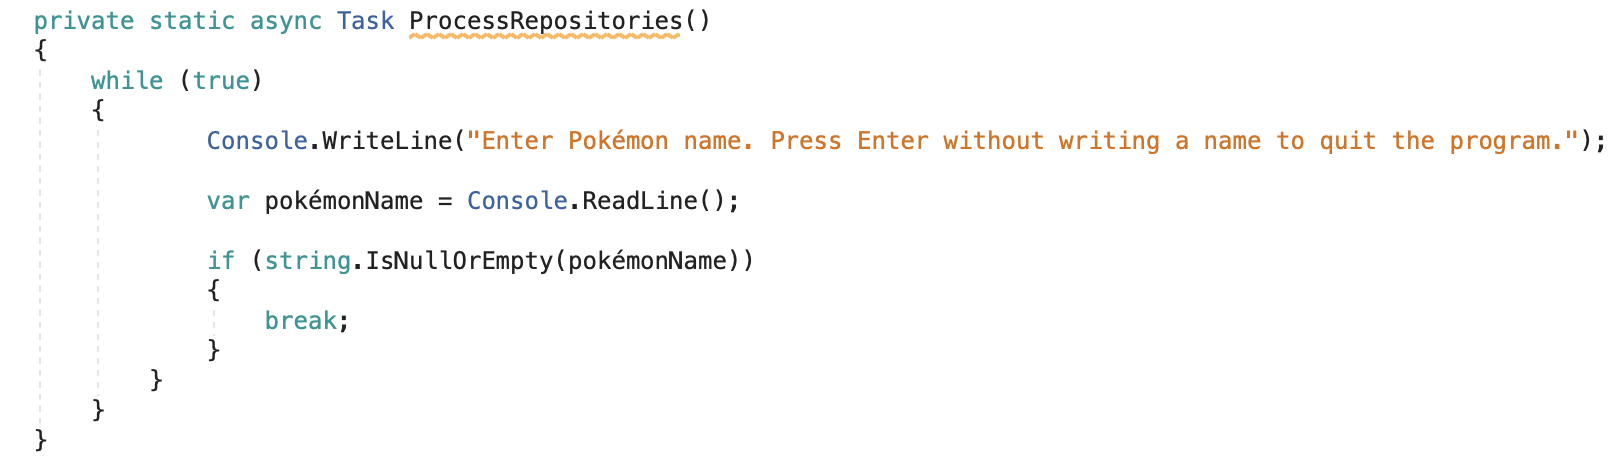 private static async Task ProcessRepositories()
{
    while (true)
    {
            Console.WriteLine("Enter Pokémon name. Press Enter without writing a name to quit the program.");

            var pokémonName = Console.ReadLine();

            if (string.IsNullOrEmpty(pokémonName))
            {
                break;
            }
        }
    }
}